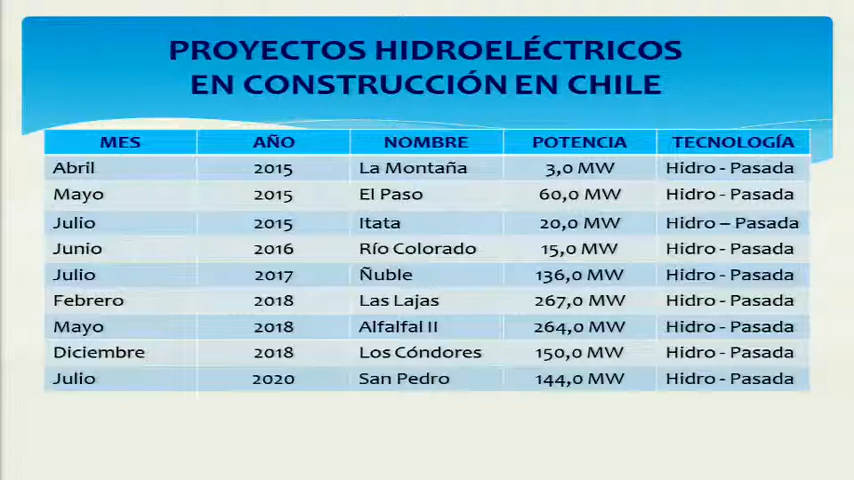 PROYECTOS HIDROELÉCTRICOS
EN CONSTRUCCIÓN EN CHILE
MES AÑO NOMBRE POTENCIA TECNOLOGÍA
Abril 2015 La Montaña 3,0 MW Hidro - Pasada
Mayo 2015 El Paso 60,0 MW Hidro - Pasada
Julio 2015 Itata 20,0 MW Hidro – Pasada
Junio 2016 Río Colorado 15,0 MW Hidro - Pasada
Julio 2017 Ñuble 136,0 MW Hidro - Pasada
Febrero 2018 Las Lajas 267,0 MW Hidro - Pasada
Mayo 2018 Alfalfal II 264,0 MW Hidro - Pasada
Diciembre 2018 Los Cóndores 150,0 MW Hidro - Pasada
Julio 2020 San Pedro 144,0 MW Hidro - Pasada